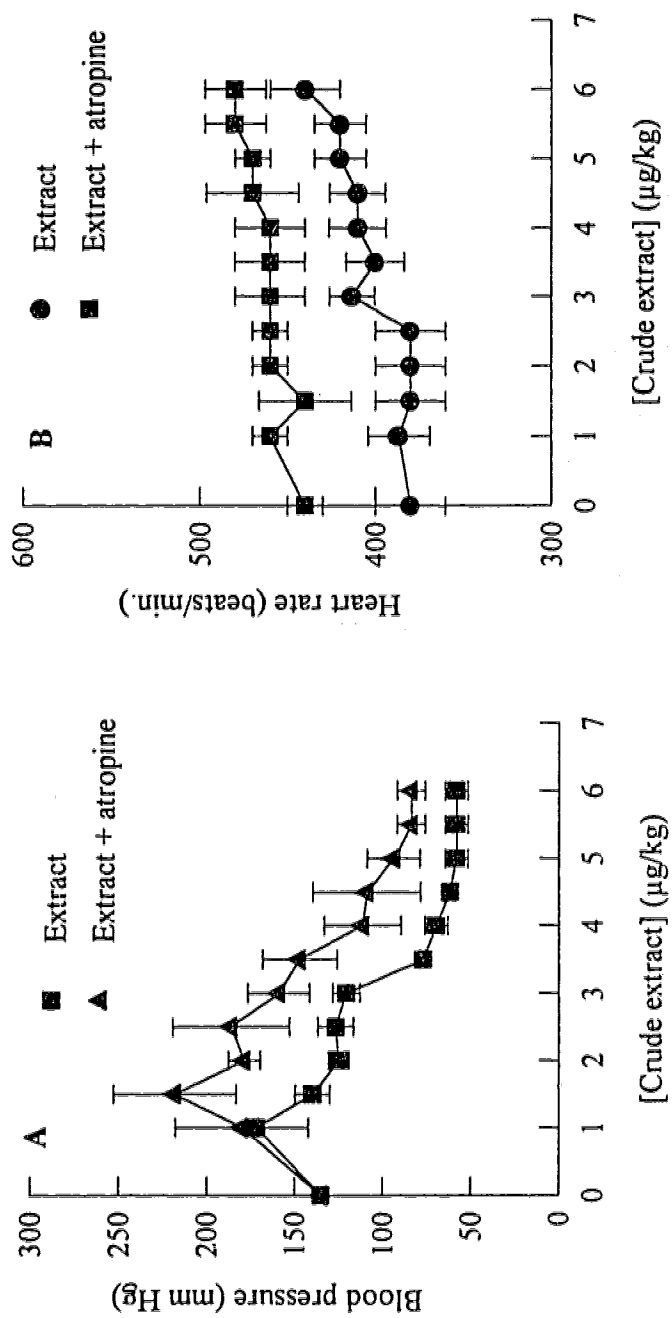 A
Extract
Extract + atropine
300
250
200
150
100
50
0
Blood pressure (mm Hg)
0 1 2 3 4 5 6 7
[Crude extract] (µg/kg)
B
Extract
Extract + atropine
600
500
400
300
Heart rate (beats/min.)
0 1 2 3 4 5 6 7
[Crude extract] (µg/kg)